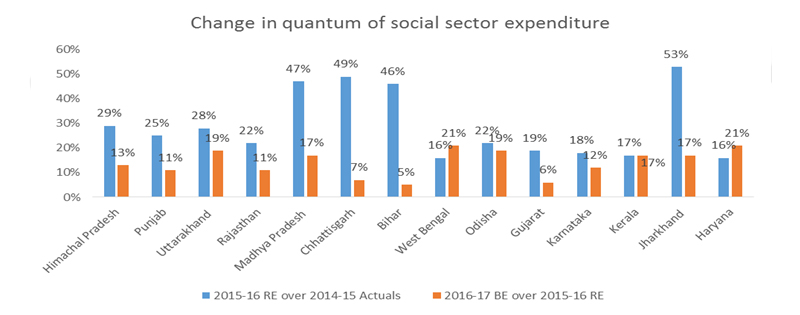 Change in quantum of social sector expenditure
60%
50%
40%
30%
20%
10%
0%
29%
13%
25%
11%
28%
19%
22%
11%
47%
17%
49%
7%
46%
5%
16%
21%
22%
19%
19%
6%
18%
12%
17%
17%
53%
17%
16%
21%
Himachal Pradesh
Punjab
Uttarakhand
Rajasthan
Madhya Pradesh
Chhattisgarh
Bihar
West Bengal
Odisha
Gujarat
Karnataka
Kerala
Jharkhand
Haryana
2015-16 RE over 2014-15 Actuals
2016-17 BE over 2015-16 RE